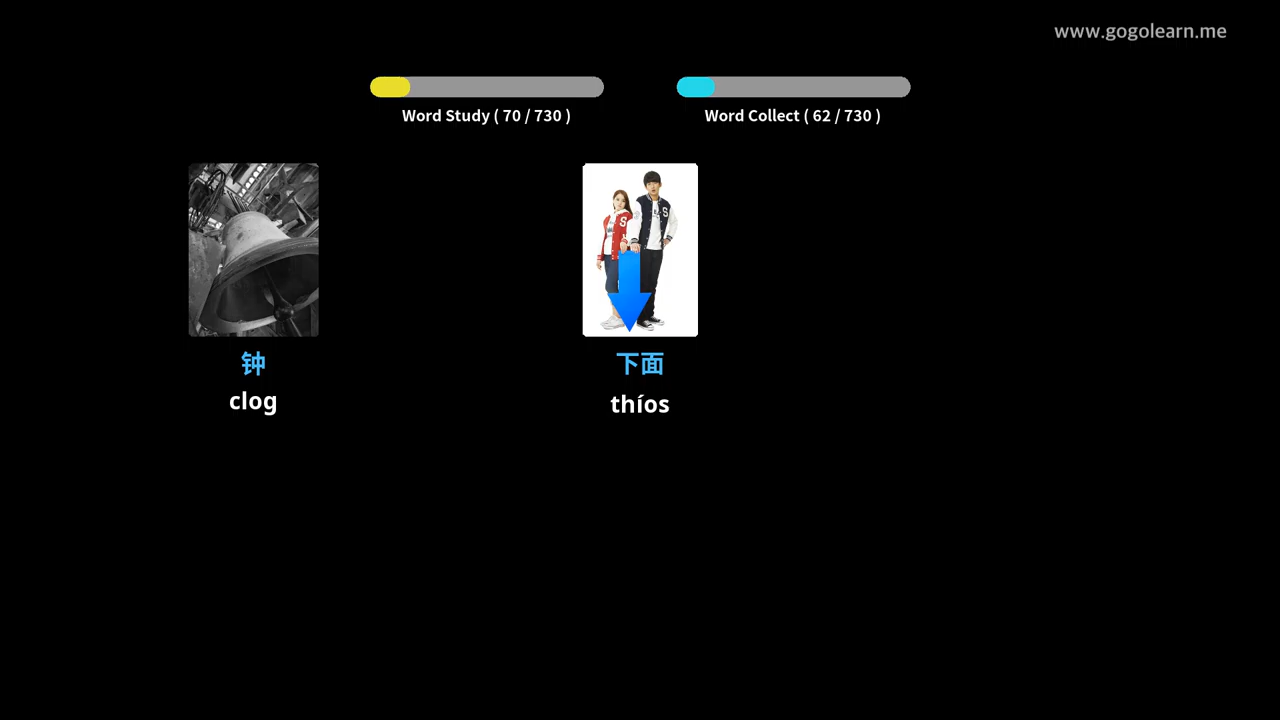 www.gogolearn.me
Word Study ( 70 / 730 )
Word Collect ( 62 / 730 )
钟
clog
下面
thíos
S
S